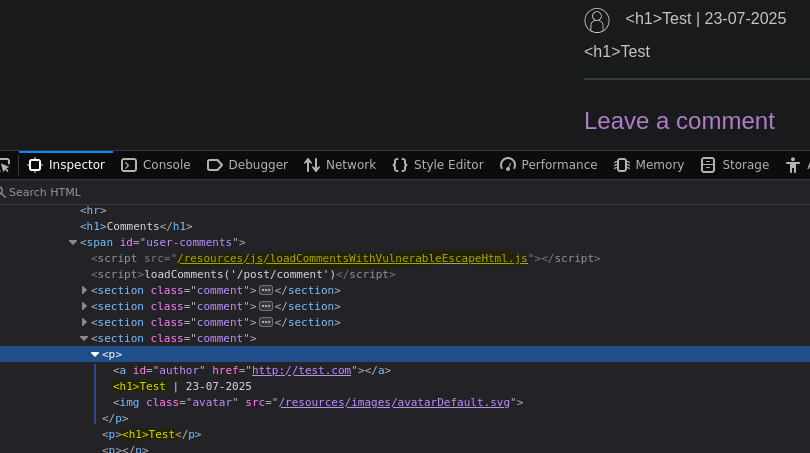 <h1>Test | 23-07-2025
<h1>Test
Leave a comment
Inspector Console Debugger Network Style Editor Performance Memory Storage A
Search HTML
<hr>
<h1>Comments</h1>
<span id="user-comments">
<script src="/resources/js/loadCommentsWithVulnerableEscapeHtml.js"></script>
<script>loadComments('/post/comment')</script>
<section class="comment"></section>
<section class="comment"></section>
<section class="comment"></section>
<section class="comment">
<p>
<a id="author" href="http://test.com"></a>
<h1>Test | 23-07-2025
<img class="avatar" src="/resources/images/avatarDefault.svg">
</p>
<p><h1>Test</p>
<p></p>